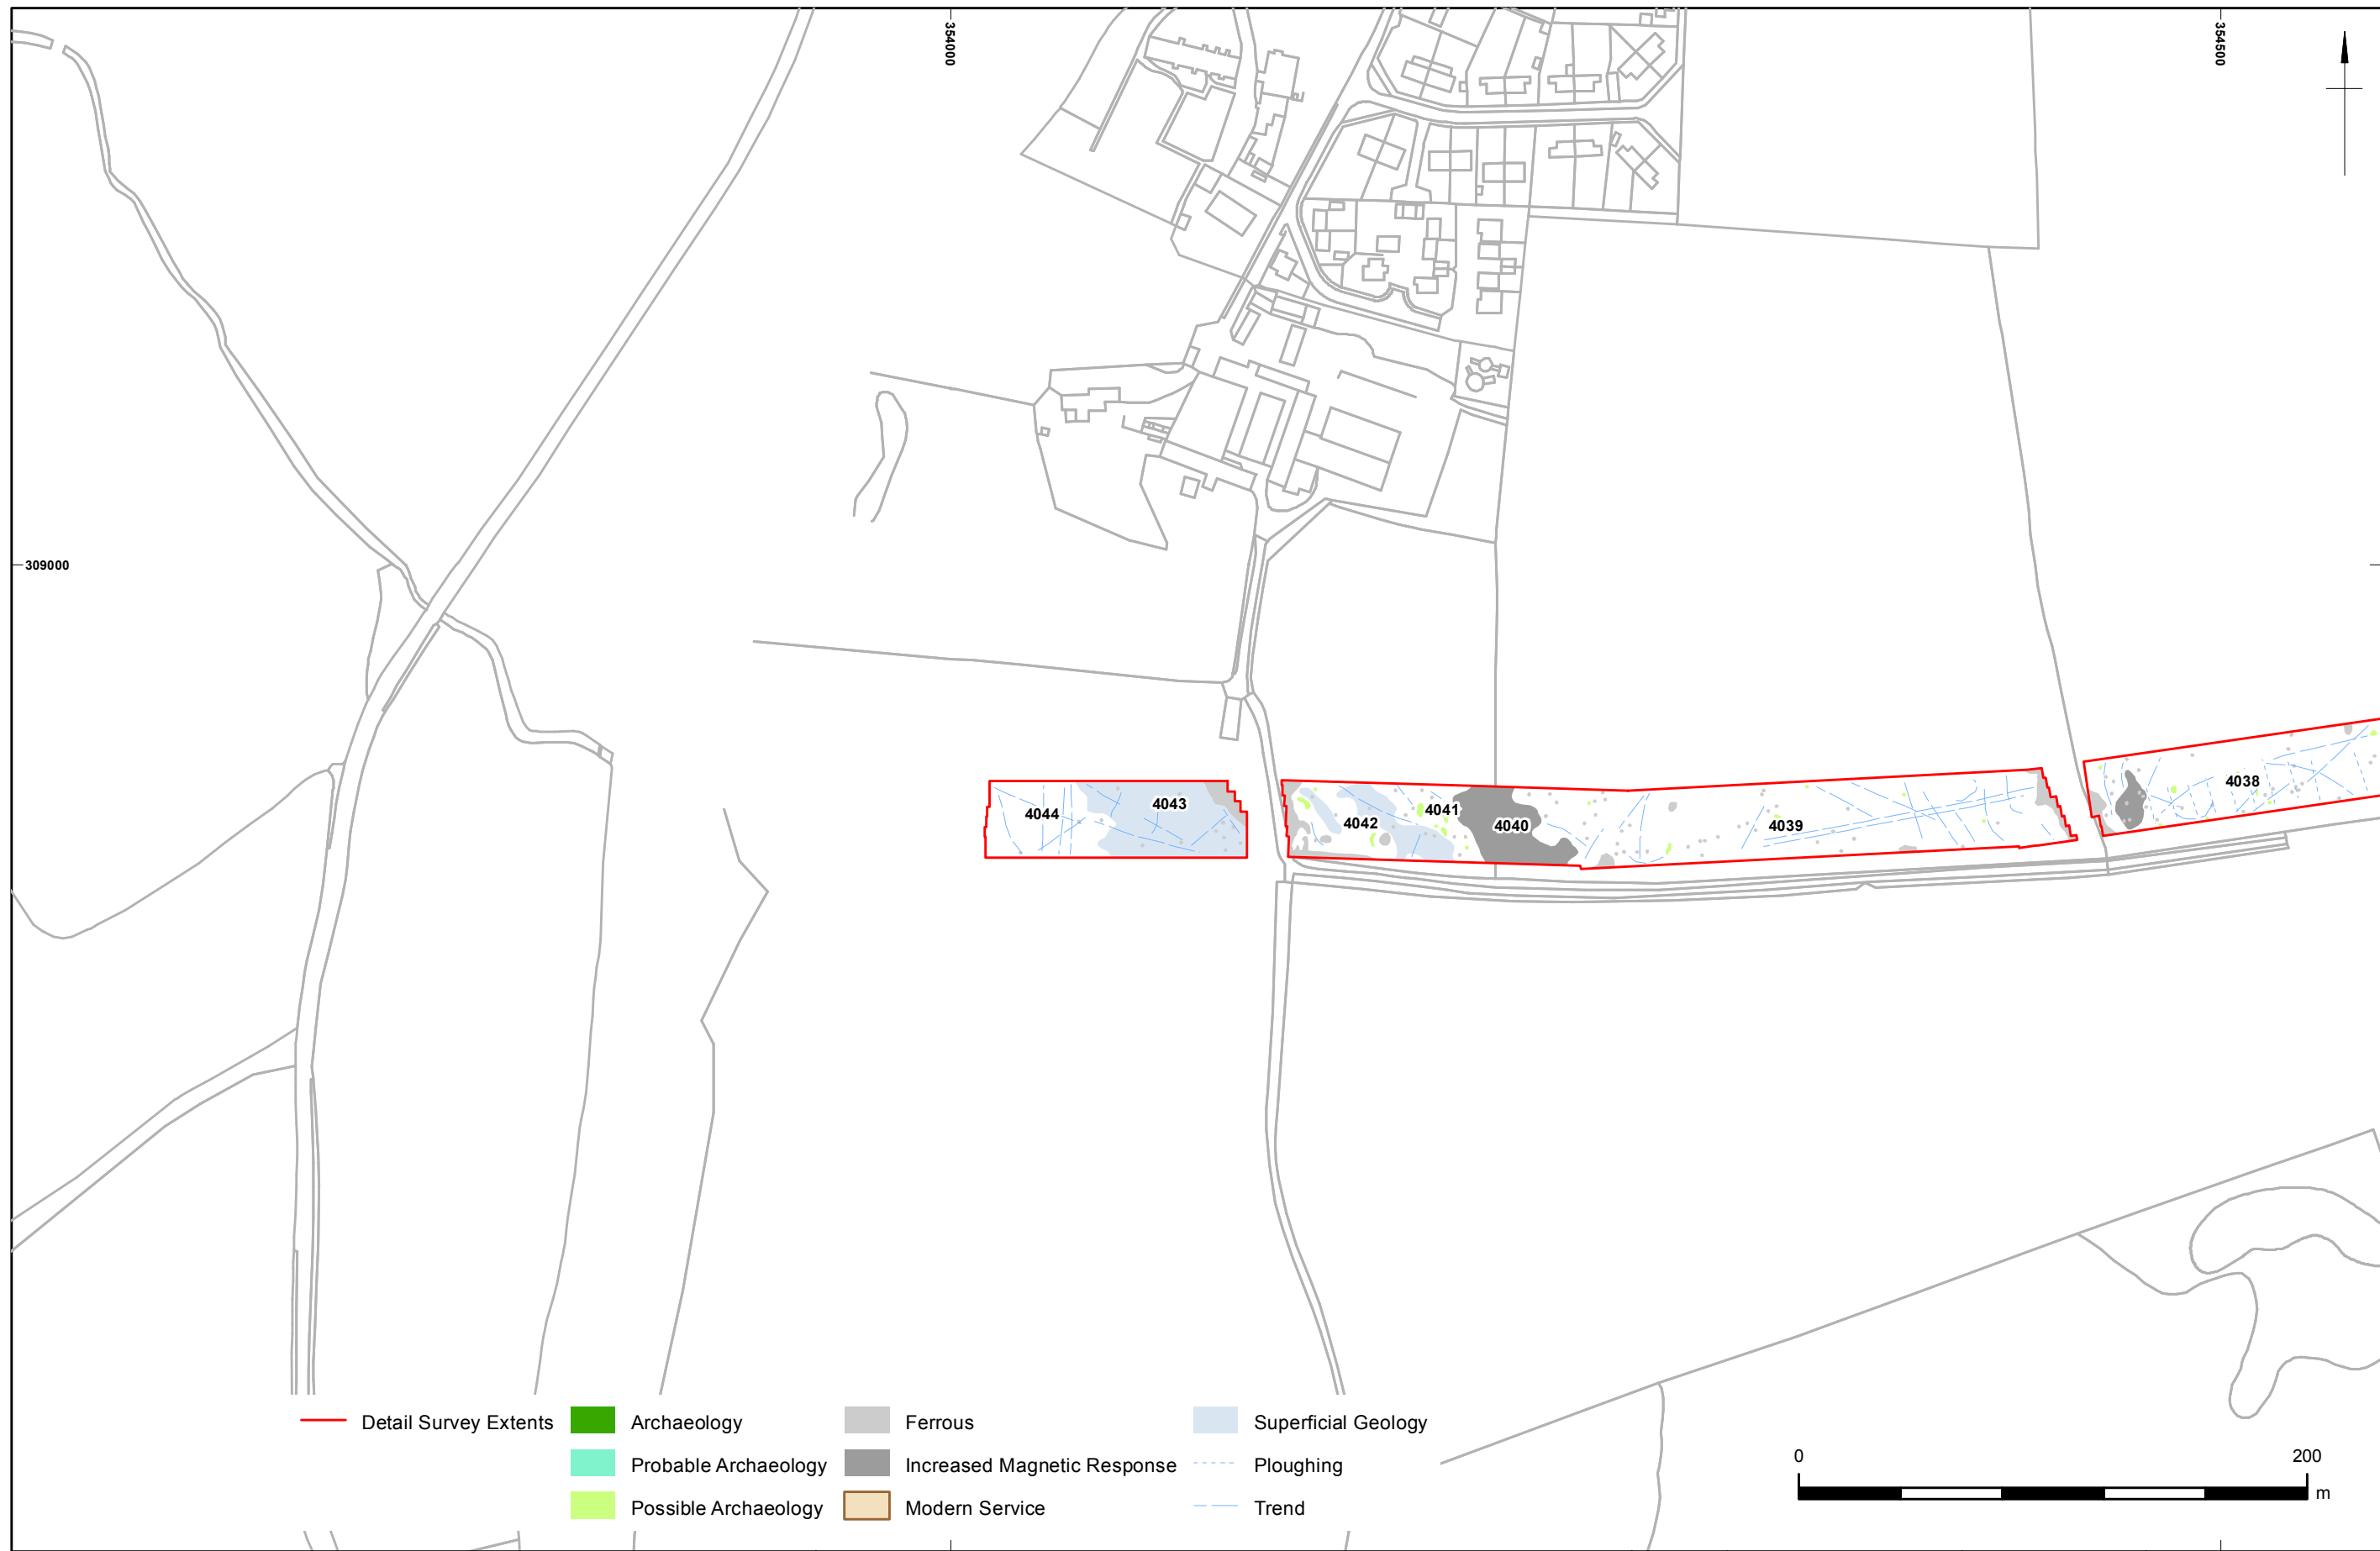 354000
354500
309000
4038
4044
4043
4041
4042
4040
4039
Detail Survey Extents
Archaeology
Probable Archaeology
Possible Archaeology
Ferrous
Increased Magnetic Response
Modern Service
Superficial Geology
Ploughing
Trend
0 200
m